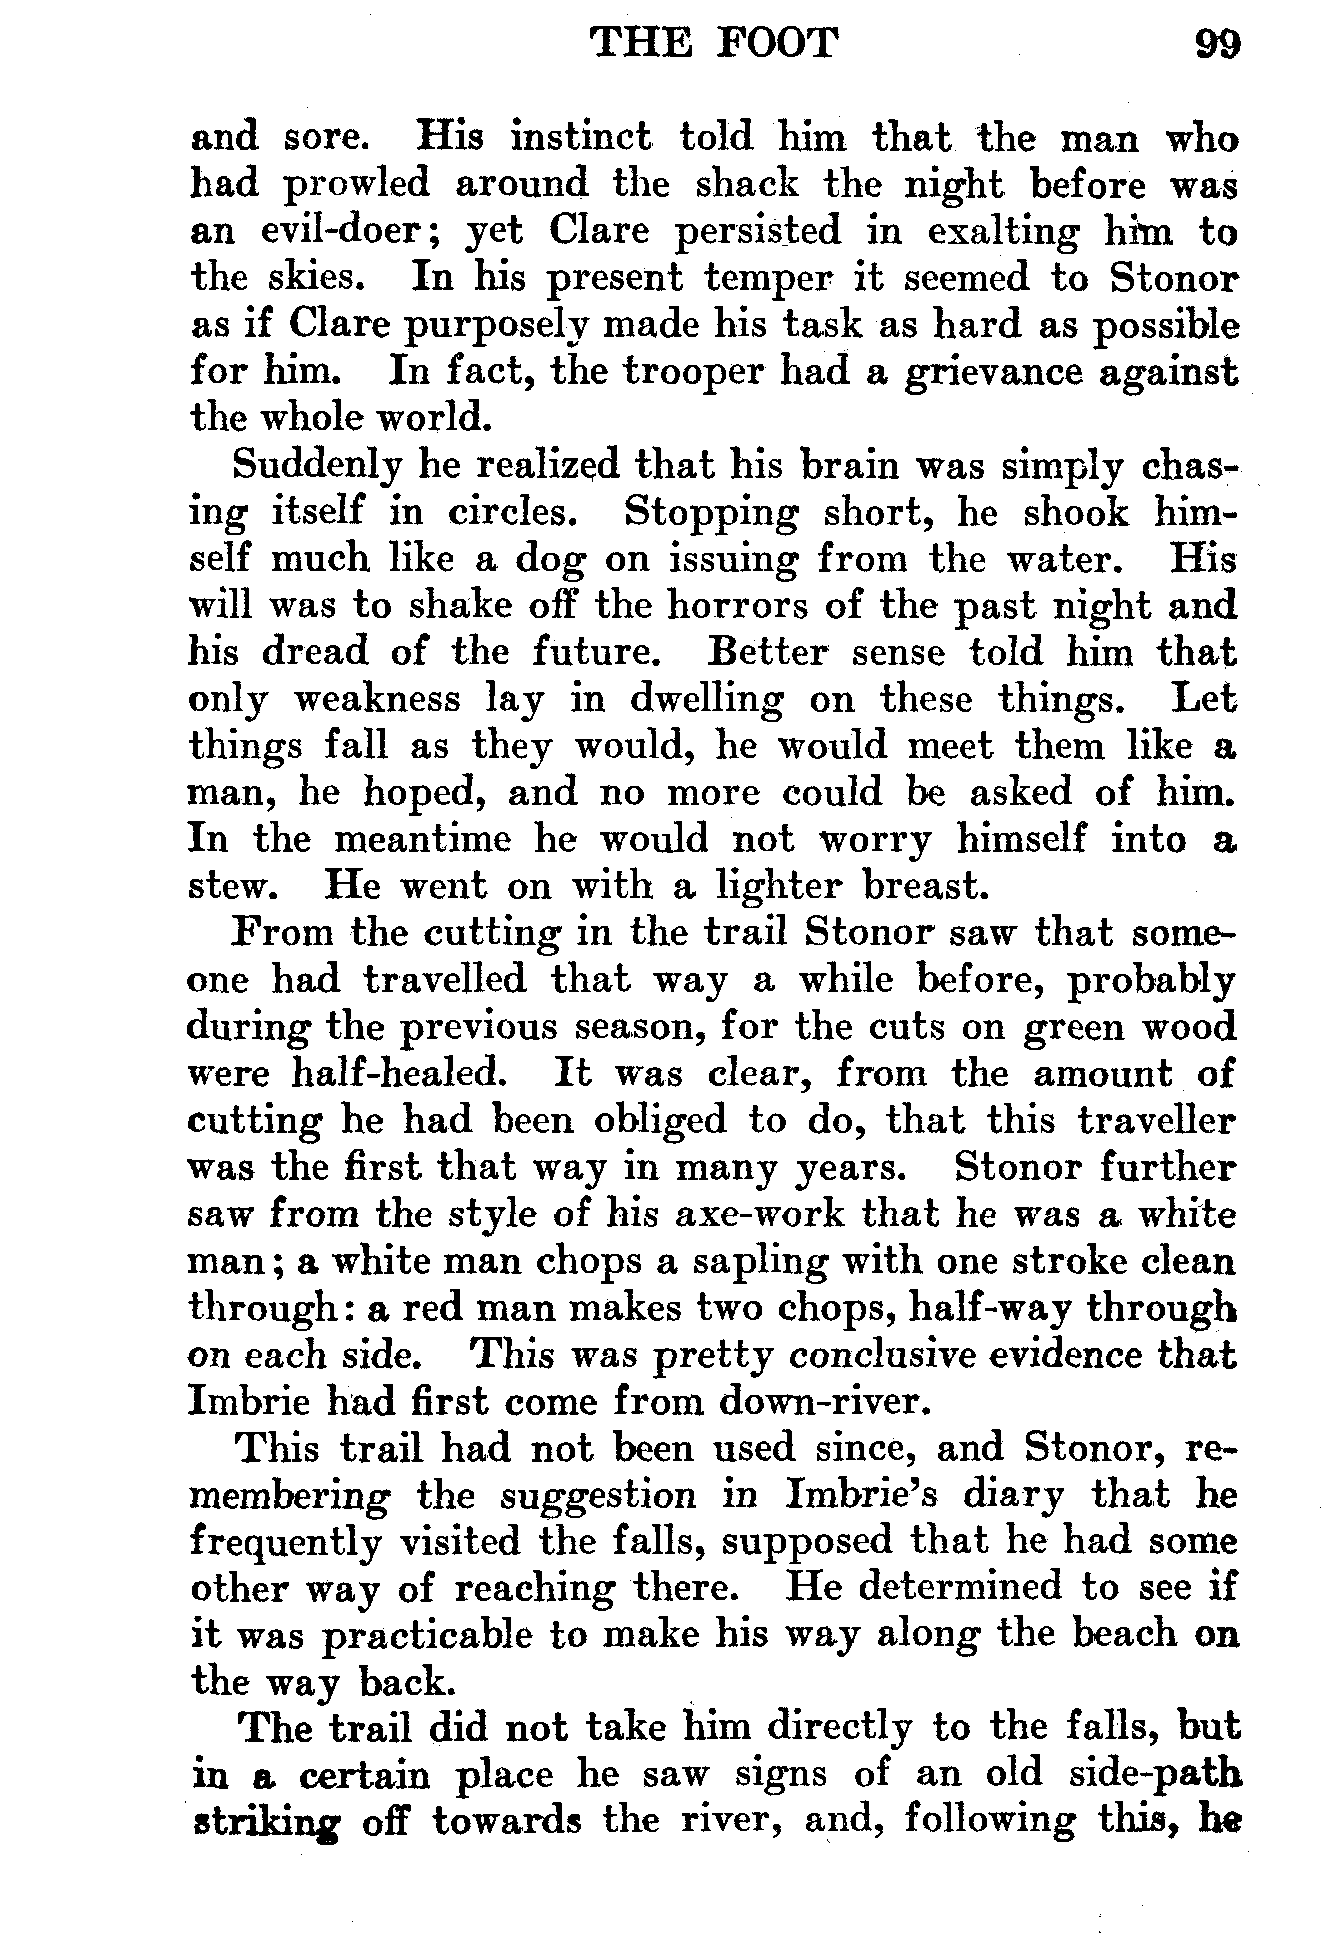 THE FOOT 99
and sore. His instinct told him that the man who
had prowled around the shack the night before was
an evil-doer; yet Clare persisted in exalting him to
the skies. In his present temper it seemed to Stonor
as if Clare purposely made his task as hard as possible
for him. In fact, the trooper had a grievance against
the whole world.
Suddenly he realized that his brain was simply chas-
ing itself in circles. Stopping short, he shook him-
self much like a dog on issuing from the water. His
will was to shake off the horrors of the past night and
his dread of the future. Better sense told him that
only weakness lay in dwelling on these things. Let
things fall as they would, he would meet them like a
man, he hoped, and no more could be asked of him.
In the meantime he would not worry himself into a
stew. He went on with a lighter breast.
From the cutting in the trail Stonor saw that some-
one had travelled that way a while before, probably
during the previous season, for the cuts on green wood
were half-healed. It was clear, from the amount of
cutting he had been obliged to do, that this traveller
was the first that way in many years. Stonor further
saw from the style of his axe-work that he was a white
man; a white man chops a sapling with one stroke clean
through: a red man makes two chops, half-way through
on each side. This was pretty conclusive evidence that
Imbrie had first come from down-river.
This trail had not been used since, and Stonor, re-
membering the suggestion in Imbrie's diary that he
frequently visited the falls, supposed that he had some
other way of reaching there. He determined to see if
it was practicable to make his way along the beach on
the way back.
The trail did not take him directly to the falls, but
in a certain place he saw signs of an old side-path
striking off towards the river, and, following this, he